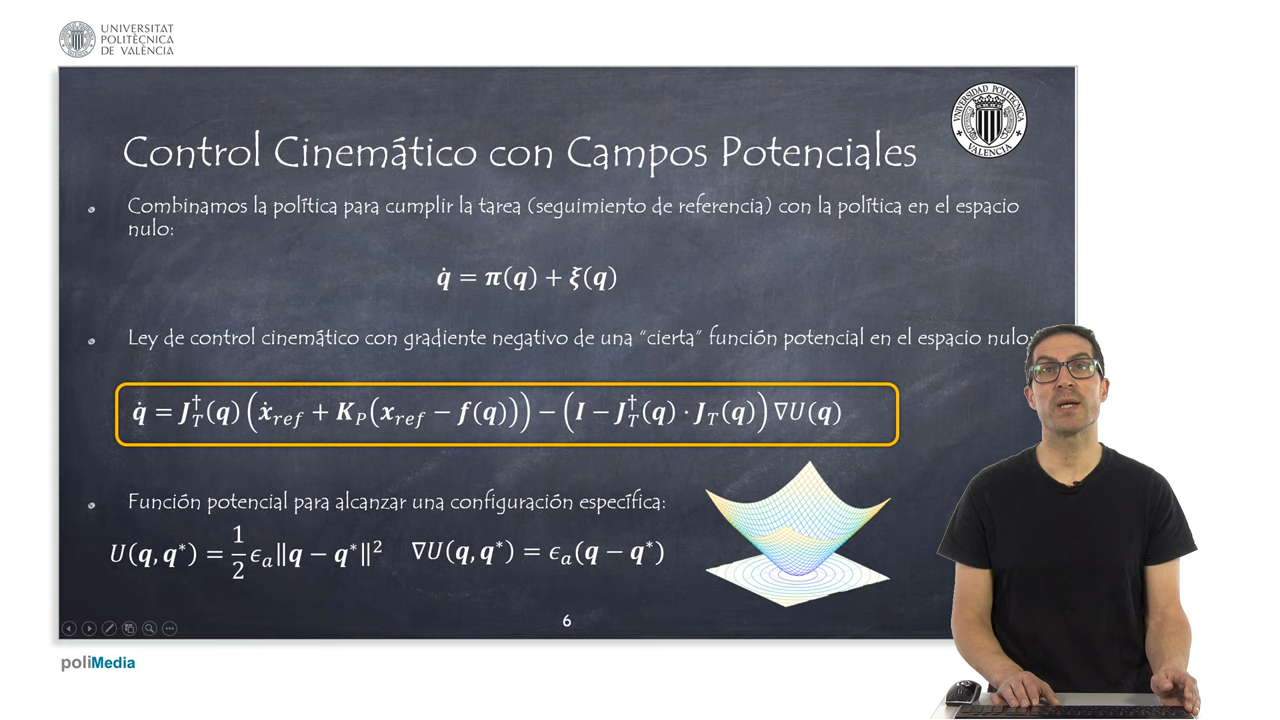 UNIVERSITAT
POLITÈCNICA
DE VALÈNCIA
UNIVERSIDAD POLITECNICA
VALENCIA
Control Cinemático con Campos Potenciales
• Combinamos la política para cumplir la tarea (seguimiento de referencia) con la política en el espacio
nulo:
q̇ = π(q) + ξ(q)
• Ley de control cinemático con gradiente negativo de una “cierta” función potencial en el espacio nulo
q̇ = J_T^†(q) (ẋ_ref + K_P(x_ref − f(q))) − (I − J_T^†(q) · J_T(q)) ∇U(q)
• Función potencial para alcanzar una configuración específica:
U(q, q*) = 1/2 ϵ_a‖q − q*‖² ∇U(q, q*) = ϵ_a(q − q*)
6
poliMedia